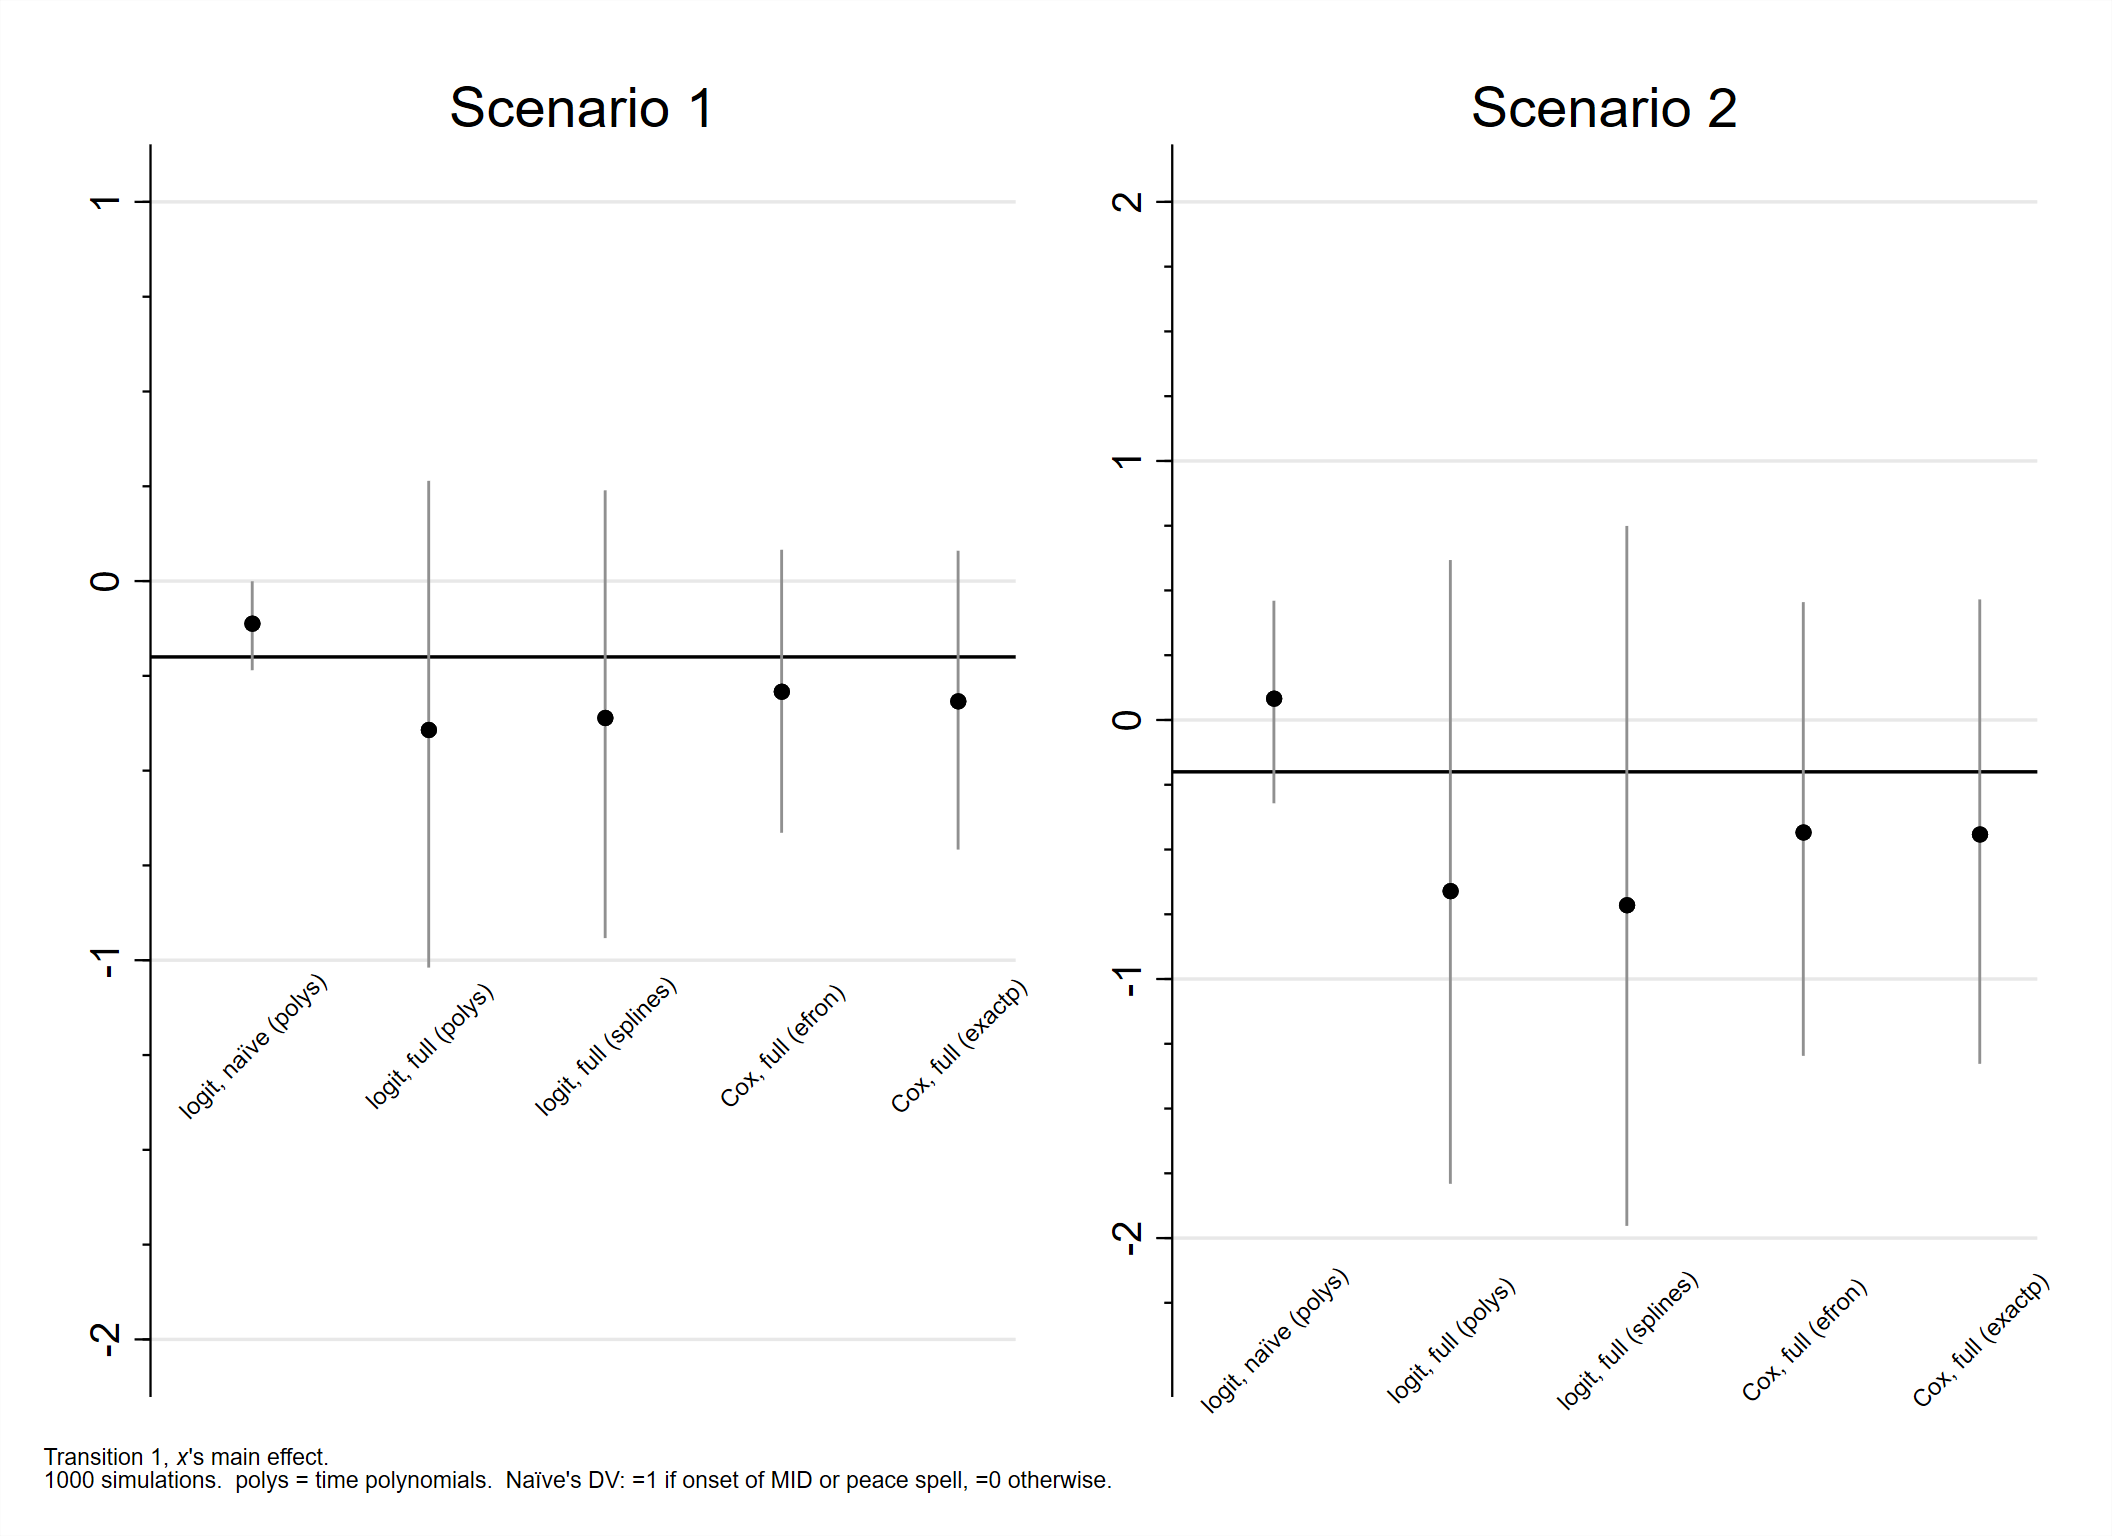 Scenario 1
1
0
-1
-2
logit, naïve (polys)
logit, full (polys)
logit, full (splines)
Cox, full (efron)
Cox, full (exactp)
Scenario 2
2
1
0
-1
-2
logit, naïve (polys)
logit, full (polys)
logit, full (splines)
Cox, full (efron)
Cox, full (exactp)
Transition 1, x's main effect.
1000 simulations.  polys = time polynomials.  Naïve's DV: =1 if onset of MID or peace spell, =0 otherwise.